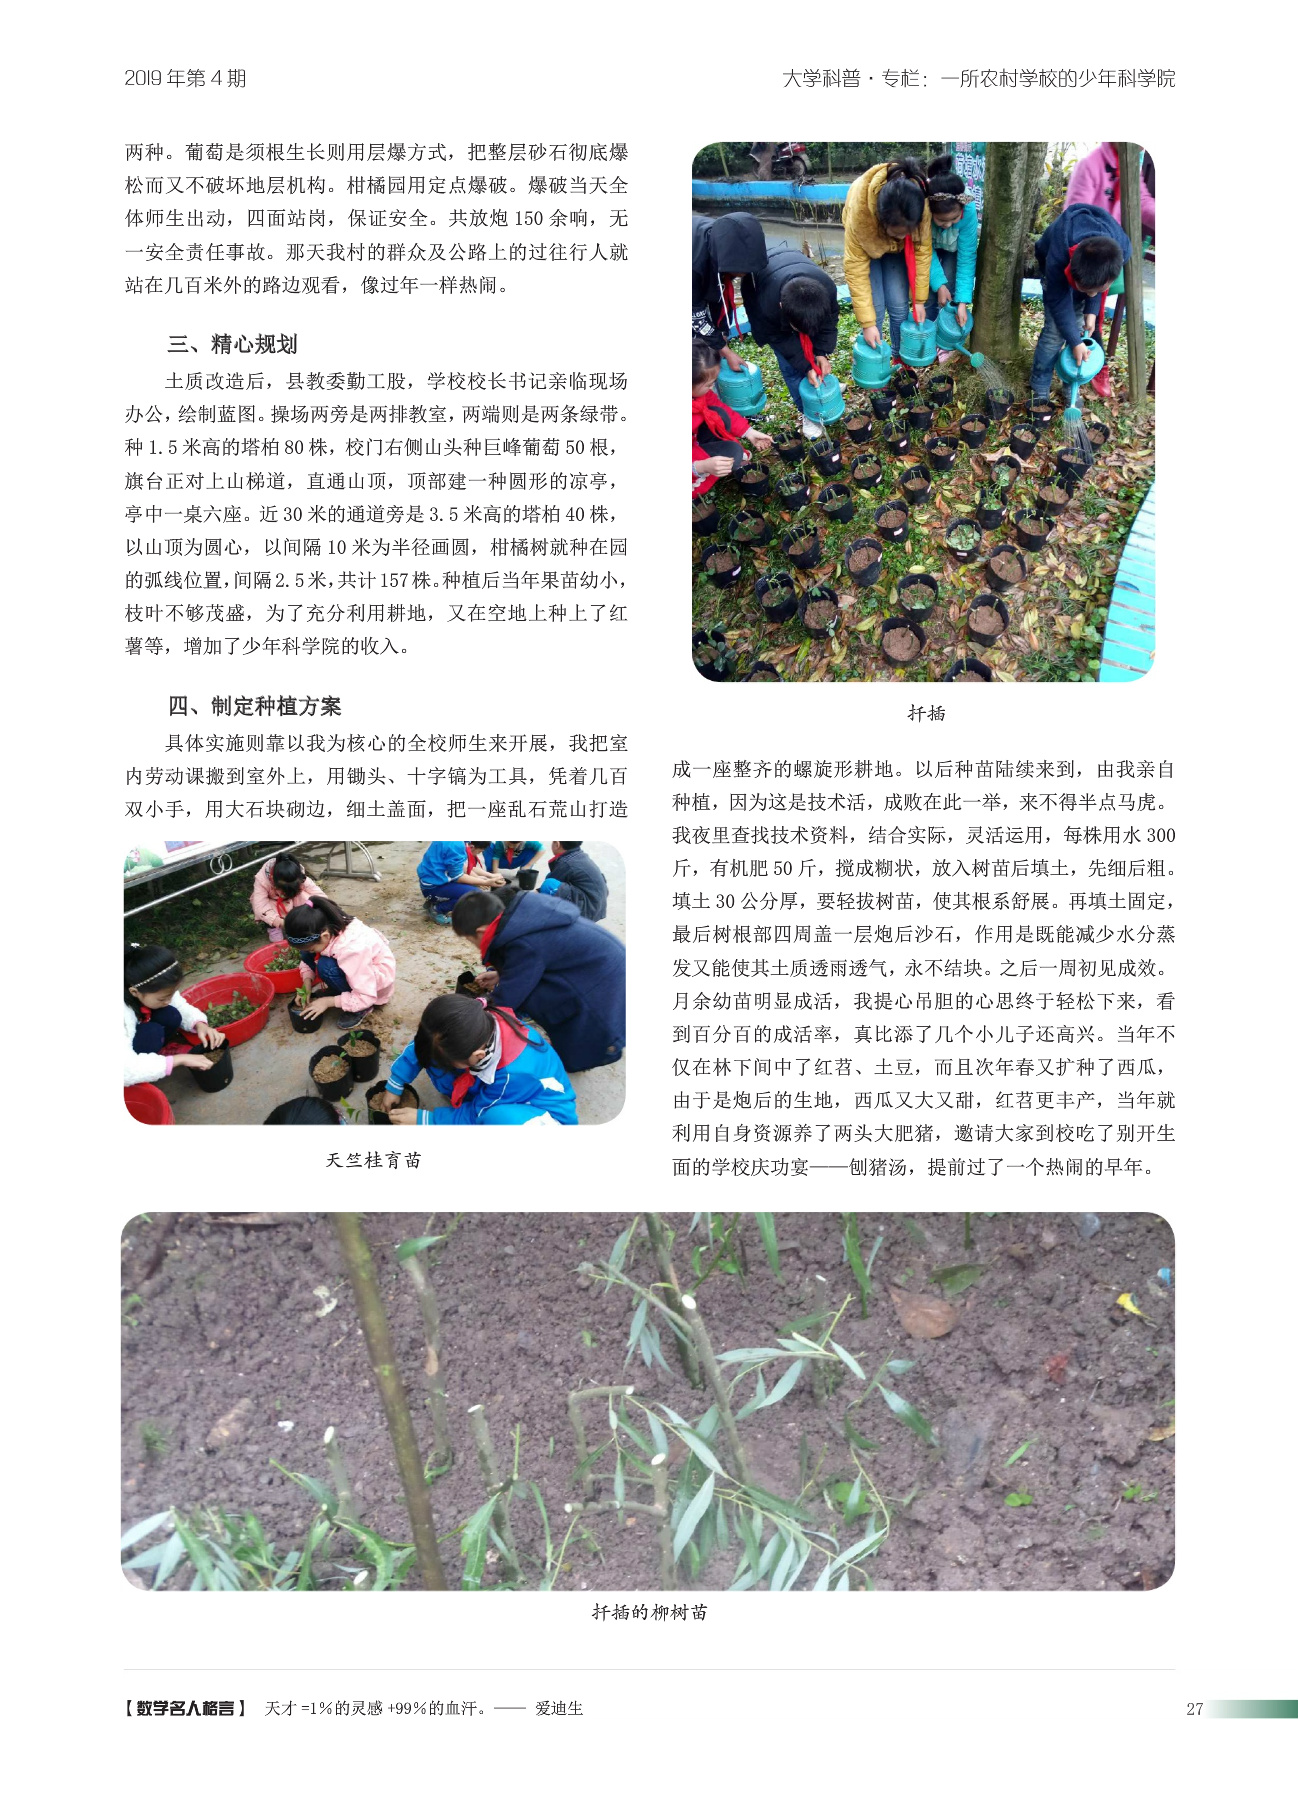 2019 年第 4 期
大学科普·专栏：一所农村学校的少年科学院
两种。葡萄是须根生长则用层爆方式，把整层砂石彻底爆
松而又不破坏地层机构。柑橘园用定点爆破。爆破当天全
体师生出动，四面站岗，保证安全。共放炮 150 余响，无
一安全责任事故。那天我村的群众及公路上的过往行人就
站在几百米外的路边观看，像过年一样热闹。
三、精心规划
土质改造后，县教委勤工股，学校校长书记亲临现场
办公，绘制蓝图。操场两旁是两排教室，两端则是两条绿带。
种 1.5 米高的塔柏 80 株，校门右侧山头种巨峰葡萄 50 根，
旗台正对上山梯道，直通山顶，顶部建一种圆形的凉亭，
亭中一桌六座。近 30 米的通道旁是 3.5 米高的塔柏 40 株，
以山顶为圆心，以间隔 10 米为半径画圆，柑橘树就种在园
的弧线位置，间隔 2.5 米，共计 157 株。种植后当年果苗幼小，
枝叶不够茂盛，为了充分利用耕地，又在空地上种上了红
薯等，增加了少年科学院的收入。
四、制定种植方案
具体实施则靠以我为核心的全校师生来开展，我把室
内劳动课搬到室外上，用锄头、十字镐为工具，凭着几百
双小手，用大石块砌边，细土盖面，把一座乱石荒山打造
天竺桂育苗
扦插
成一座整齐的螺旋形耕地。以后种苗陆续来到，由我亲自
种植，因为这是技术活，成败在此一举，来不得半点马虎。
我夜里查找技术资料，结合实际，灵活运用，每株用水 300
斤，有机肥 50 斤，搅成糊状，放入树苗后填土，先细后粗。
填土 30 公分厚，要轻拔树苗，使其根系舒展。再填土固定，
最后树根部四周盖一层炮后沙石，作用是既能减少水分蒸
发又能使其土质透雨透气，永不结块。之后一周初见成效。
月余幼苗明显成活，我提心吊胆的心思终于轻松下来，看
到百分百的成活率，真比添了几个小儿子还高兴。当年不
仅在林下间中了红苕、土豆，而且次年春又扩种了西瓜，
由于是炮后的生地，西瓜又大又甜，红苕更丰产，当年就
利用自身资源养了两头大肥猪，邀请大家到校吃了别开生
面的学校庆功宴——刨猪汤，提前过了一个热闹的早年。
扦插的柳树苗
【数学名人格言】 天才 =1%的灵感 +99%的血汗。—— 爱迪生
27